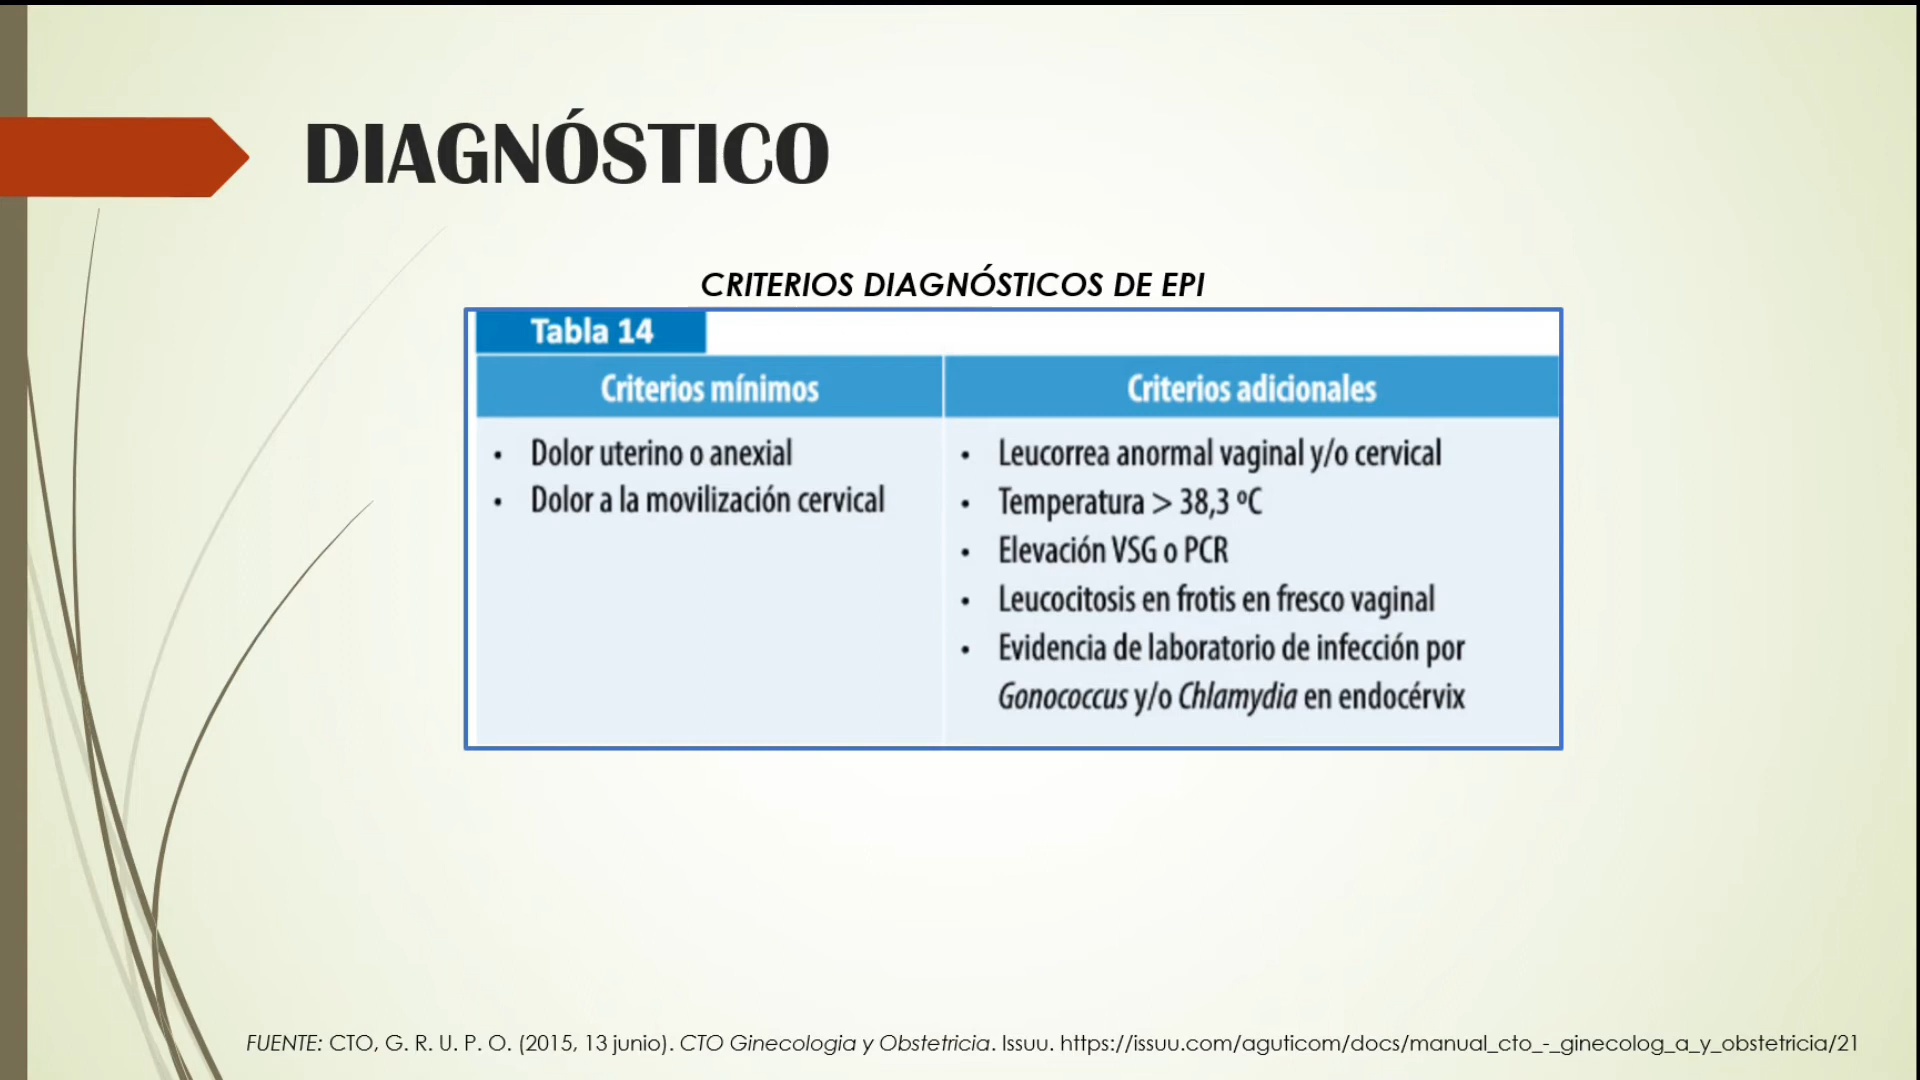 DIAGNÓSTICO
CRITERIOS DIAGNÓSTICOS DE EPI
Tabla 14
Criterios mínimos
• Dolor uterino o anexial
• Dolor a la movilización cervical
Criterios adicionales
• Leucorrea anormal vaginal y/o cervical
• Temperatura > 38,3 ºC
• Elevación VSG o PCR
• Leucocitosis en frotis en fresco vaginal
• Evidencia de laboratorio de infección por
Gonococcus y/o Chlamydia en endocérvix
FUENTE: CTO, G. R. U. P. O. (2015, 13 junio). CTO Ginecologia y Obstetricia. Issuu. https://issuu.com/aguticom/docs/manual_cto_-_ginecolog_a_y_obstetricia/21